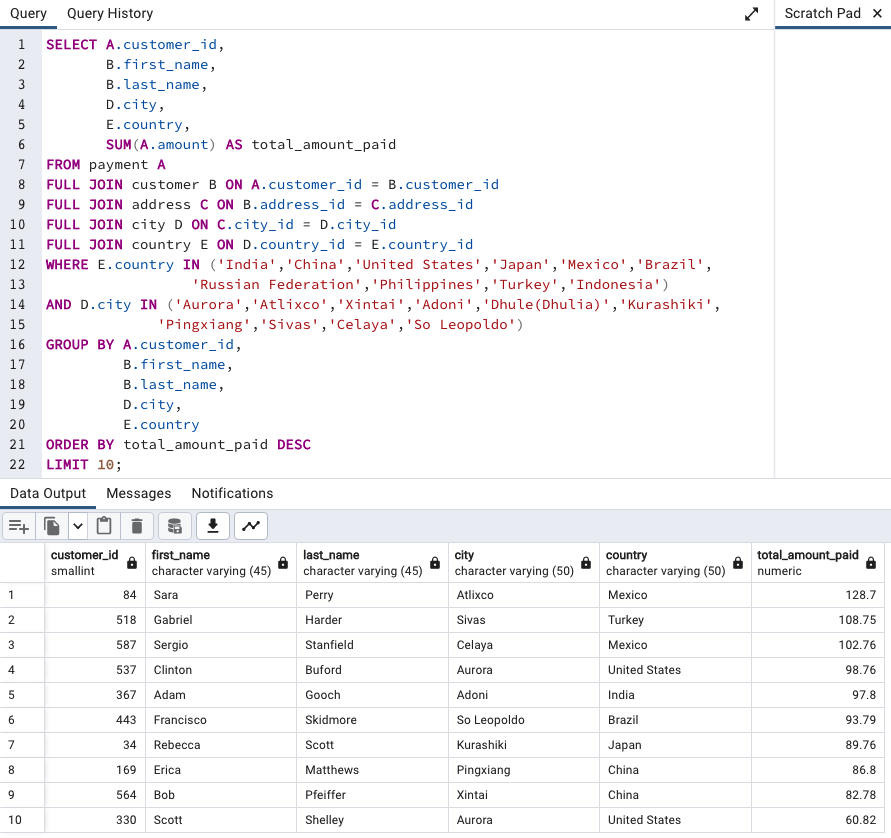 Query Query History Scratch Pad ×
1 SELECT A.customer_id,
2 B.first_name,
3 B.last_name,
4 D.city,
5 E.country,
6 SUM(A.amount) AS total_amount_paid
7 FROM payment A
8 FULL JOIN customer B ON A.customer_id = B.customer_id
9 FULL JOIN address C ON B.address_id = C.address_id
10 FULL JOIN city D ON C.city_id = D.city_id
11 FULL JOIN country E ON D.country_id = E.country_id
12 WHERE E.country IN ('India','China','United States','Japan','Mexico','Brazil',
13 'Russian Federation','Philippines','Turkey','Indonesia')
14 AND D.city IN ('Aurora','Atlixco','Xintai','Adoni','Dhule(Dhulia)','Kurashiki',
15 'Pingxiang','Sivas','Celaya','So Leopoldo')
16 GROUP BY A.customer_id,
17 B.first_name,
18 B.last_name,
19 D.city,
20 E.country
21 ORDER BY total_amount_paid DESC
22 LIMIT 10;
Data Output Messages Notifications
customer_id first_name last_name city country total_amount_paid
smallint character varying (45) character varying (45) character varying (50) character varying (50) numeric
1 84 Sara Perry Atlixco Mexico 128.7
2 518 Gabriel Harder Sivas Turkey 108.75
3 587 Sergio Stanfield Celaya Mexico 102.76
4 537 Clinton Buford Aurora United States 98.76
5 367 Adam Gooch Adoni India 97.8
6 443 Francisco Skidmore So Leopoldo Brazil 93.79
7 34 Rebecca Scott Kurashiki Japan 89.76
8 169 Erica Matthews Pingxiang China 86.8
9 564 Bob Pfeiffer Xintai China 82.78
10 330 Scott Shelley Aurora United States 60.82